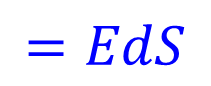 = EdS